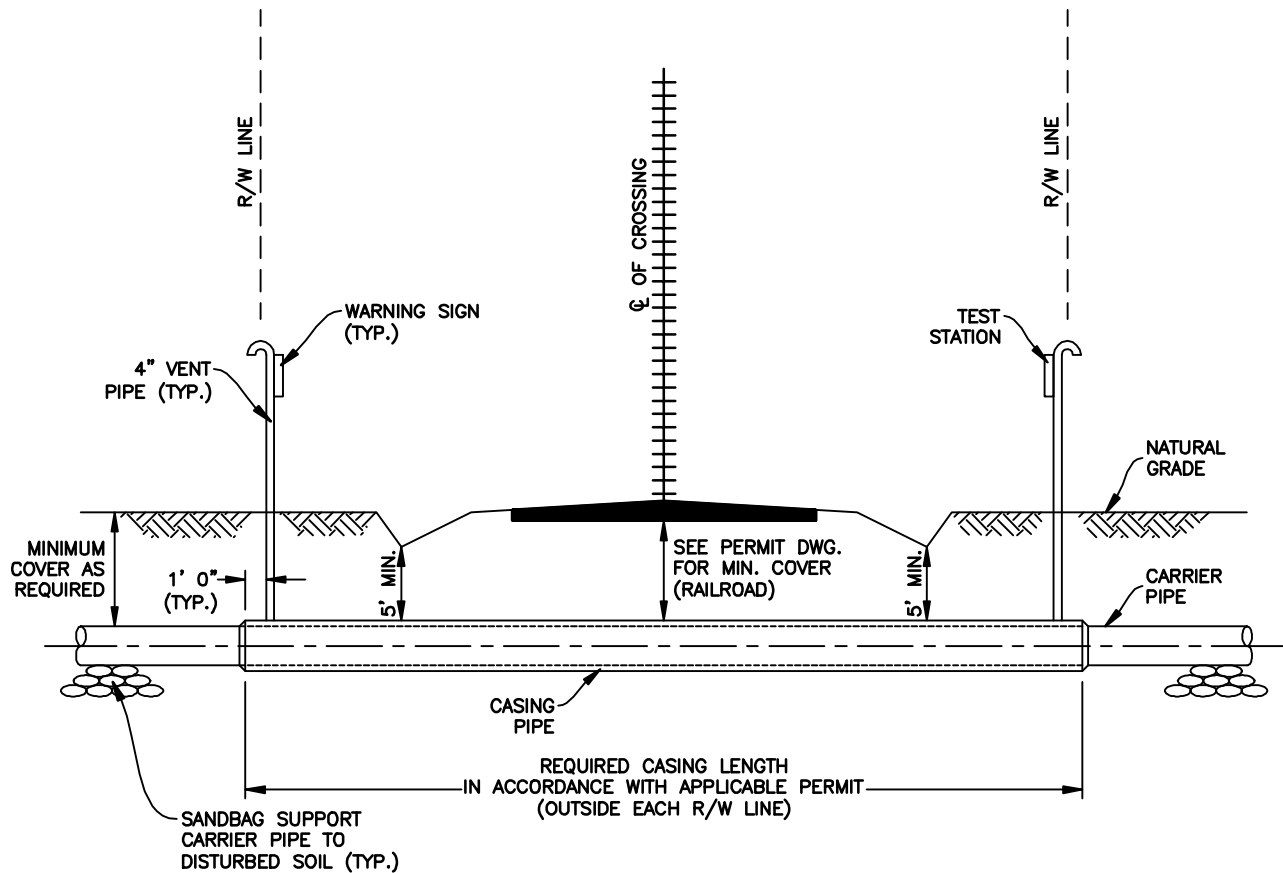 R/W LINE
℄ OF CROSSING
R/W LINE
WARNING SIGN
(TYP.)
4" VENT
PIPE (TYP.)
TEST
STATION
NATURAL
GRADE
MINIMUM
COVER AS
REQUIRED
1' 0"
(TYP.)
5' MIN.
SEE PERMIT DWG.
FOR MIN. COVER
(RAILROAD)
5' MIN.
CARRIER
PIPE
CASING
PIPE
REQUIRED CASING LENGTH
IN ACCORDANCE WITH APPLICABLE PERMIT
(OUTSIDE EACH R/W LINE)
SANDBAG SUPPORT
CARRIER PIPE TO
DISTURBED SOIL (TYP.)